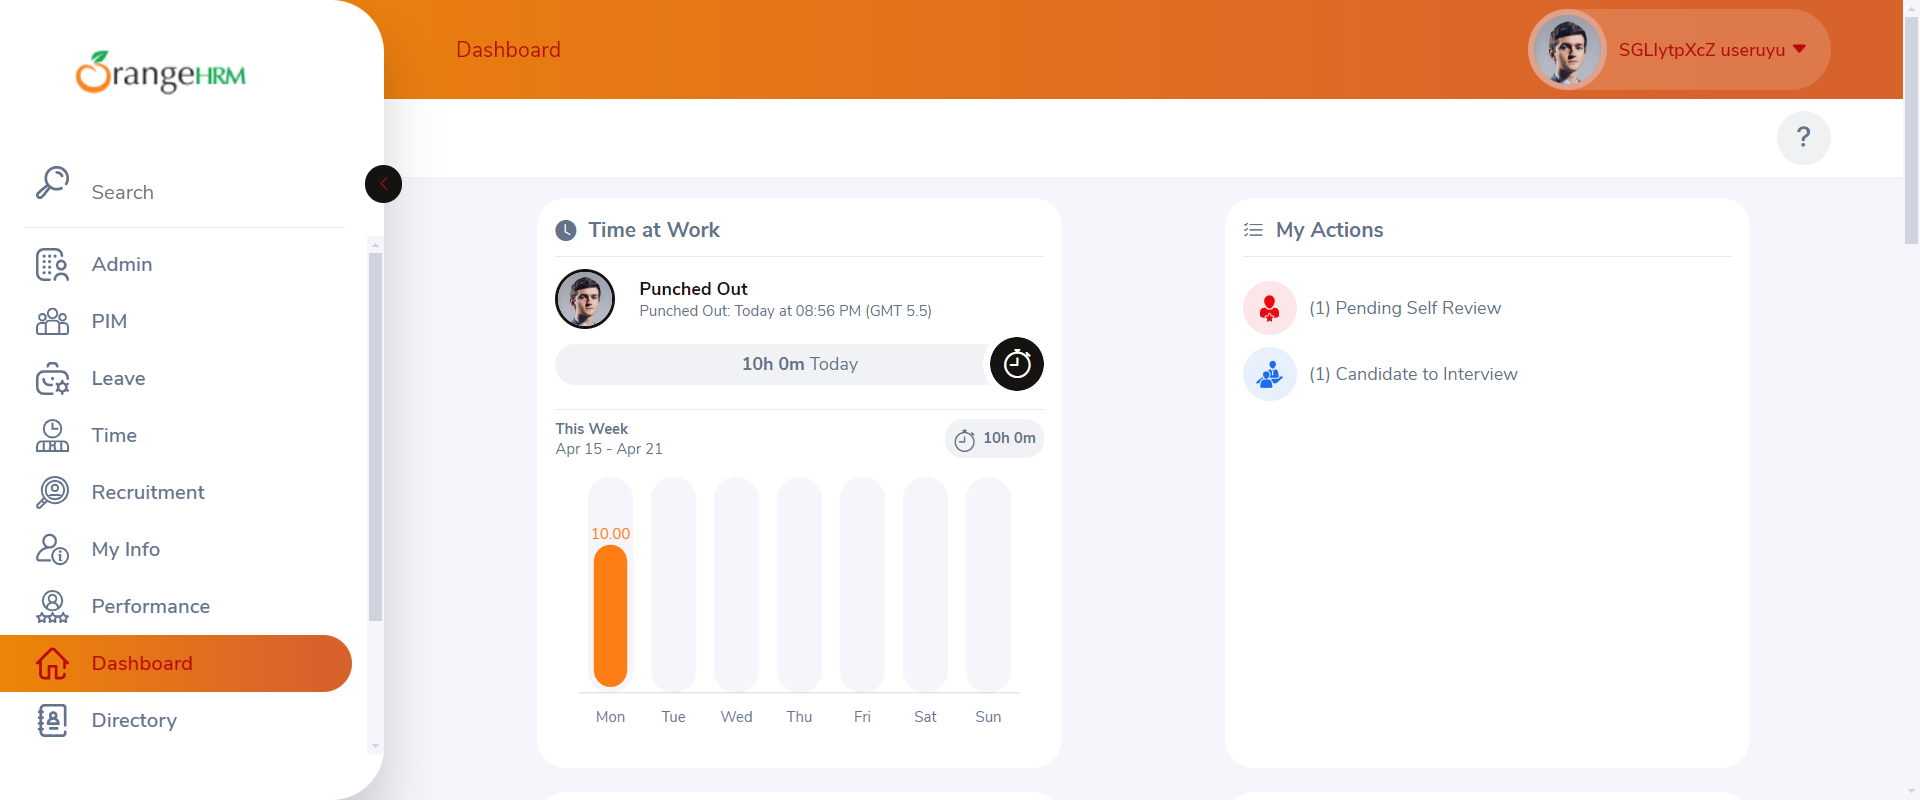 OrangeHRM
Search
Admin
PIM
Leave
Time
Recruitment
My Info
Performance
Dashboard
Directory
Dashboard
SGLlytpXcZ useruyu
?
Time at Work
Punched Out
Punched Out: Today at 08:56 PM (GMT 5.5)
10h 0m Today
This Week
Apr 15 - Apr 21
10h 0m
10.00
Mon Tue Wed Thu Fri Sat Sun
My Actions
(1) Pending Self Review
(1) Candidate to Interview